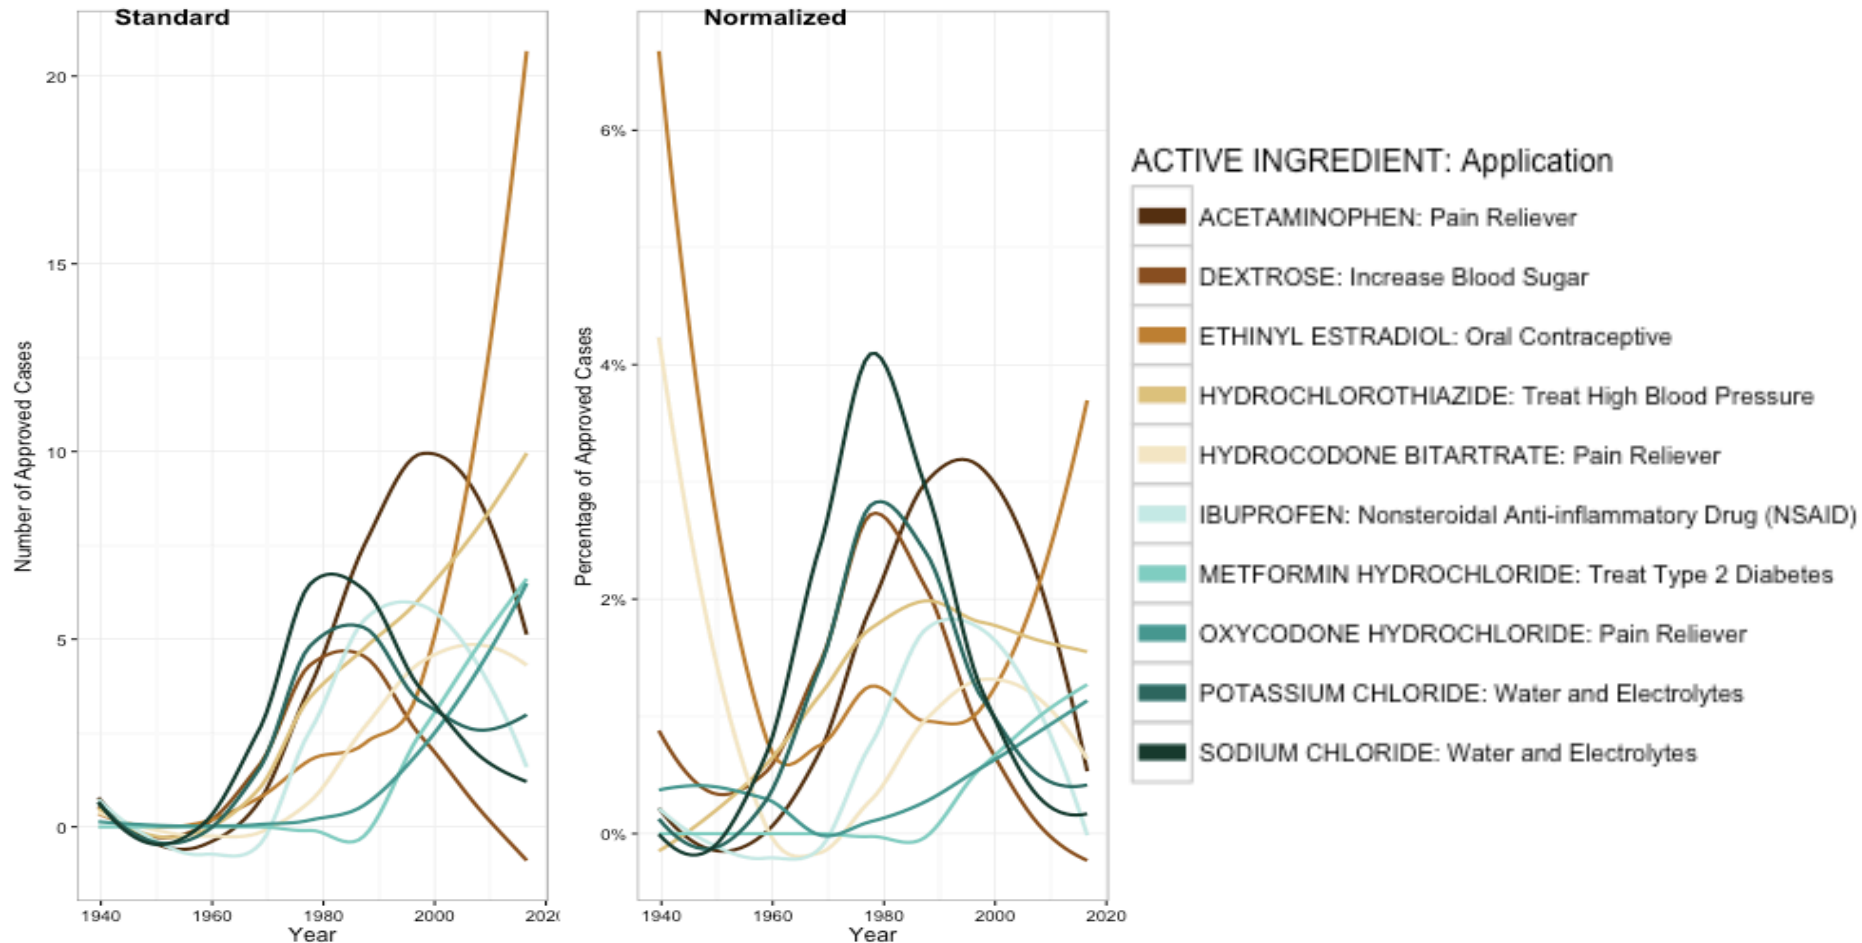 Standard
Normalized
20
15
10
5
0
Number of Approved Cases
1940
1960
1980
2000
202
Year
6%
4%
2%
0%
Percentage of Approved Cases
1940
1960
1980
2000
2020
Year
ACTIVE INGREDIENT: Application
ACETAMINOPHEN: Pain Reliever
DEXTROSE: Increase Blood Sugar
ETHINYL ESTRADIOL: Oral Contraceptive
HYDROCHLOROTHIAZIDE: Treat High Blood Pressure
HYDROCODONE BITARTRATE: Pain Reliever
IBUPROFEN: Nonsteroidal Anti-inflammatory Drug (NSAID)
METFORMIN HYDROCHLORIDE: Treat Type 2 Diabetes
OXYCODONE HYDROCHLORIDE: Pain Reliever
POTASSIUM CHLORIDE: Water and Electrolytes
SODIUM CHLORIDE: Water and Electrolytes